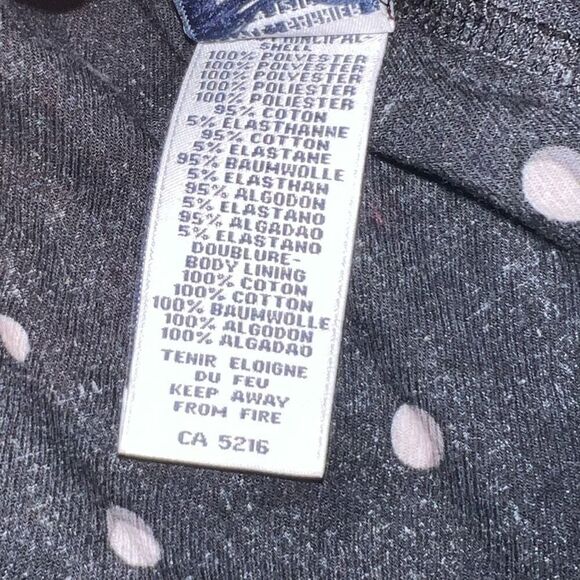 PRINCIPAL-
SHELL
100% POLYESTER
100% POLYESTER
100% POLYESTER
100% POLIESTER
100% POLIESTER
95% COTON
5% ELASTHANNE
95% COTTON
5% ELASTANE
95% BAUMWOLLE
5% ELASTHAN
95% ALGODON
5% ELASTANO
95% ALGADAO
5% ELASTANO
DOUBLURE-
BODY LINING
100% COTON
100% COTTON
100% BAUMWOLLE
100% ALGODON
100% ALGADAO
TENIR ELOIGNE
DU FEU
KEEP AWAY
FROM FIRE
CA 5216